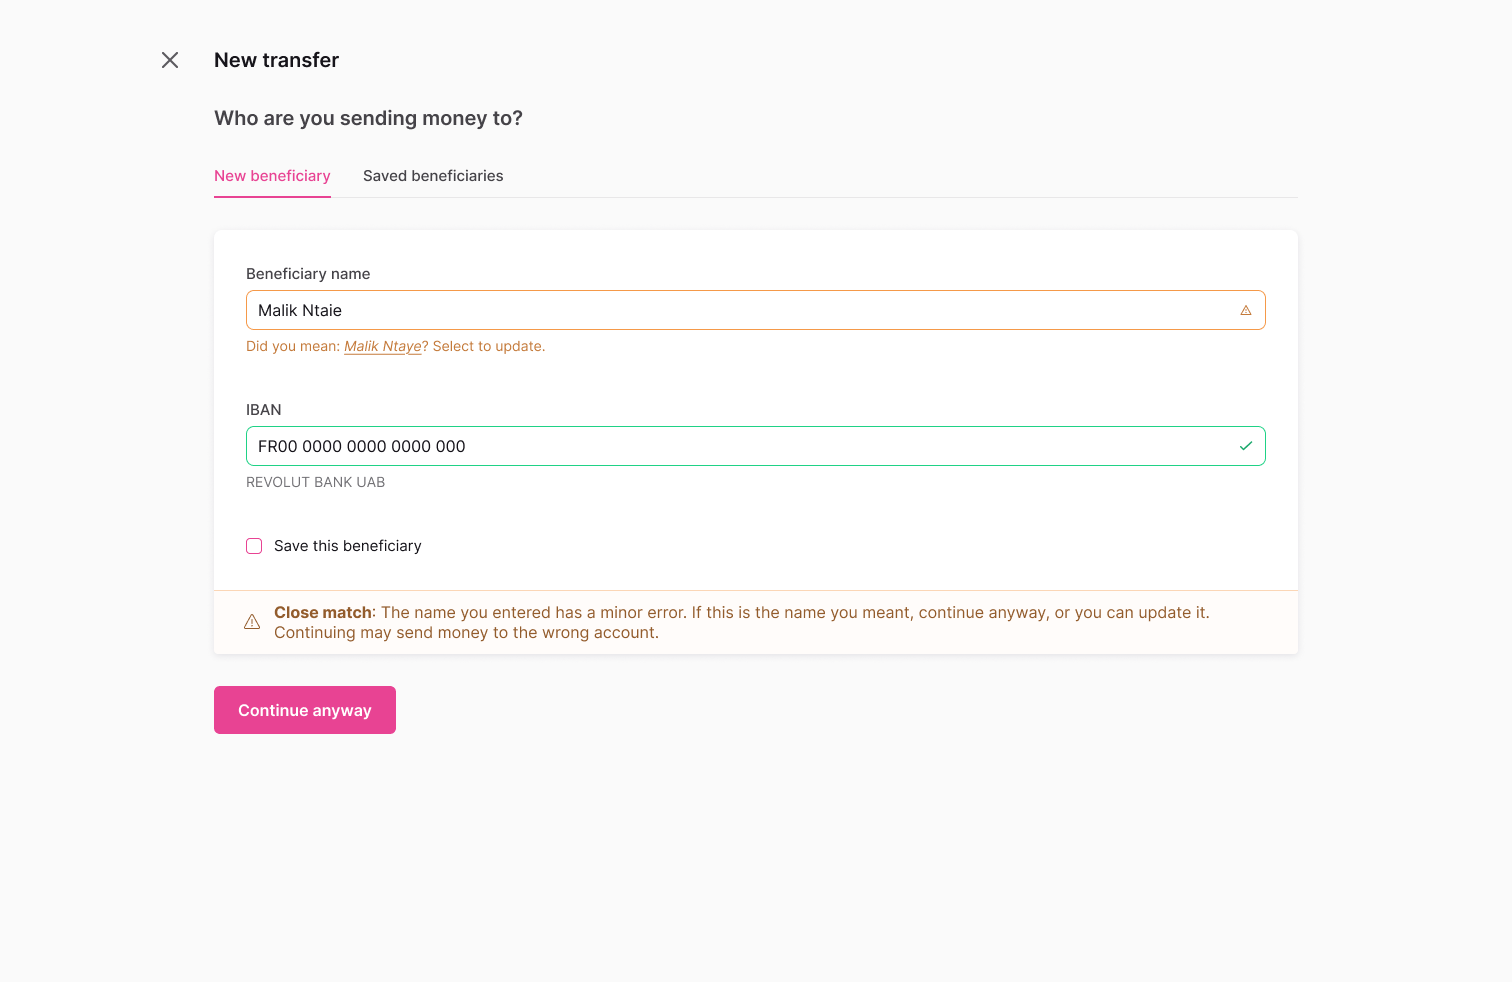 New transfer
Who are you sending money to?
New beneficiary Saved beneficiaries
Beneficiary name
Malik Ntaie
Did you mean: Malik Ntaye? Select to update.
IBAN
FR00 0000 0000 0000 000
REVOLUT BANK UAB
Save this beneficiary
Close match: The name you entered has a minor error. If this is the name you meant, continue anyway, or you can update it.
Continuing may send money to the wrong account.
Continue anyway